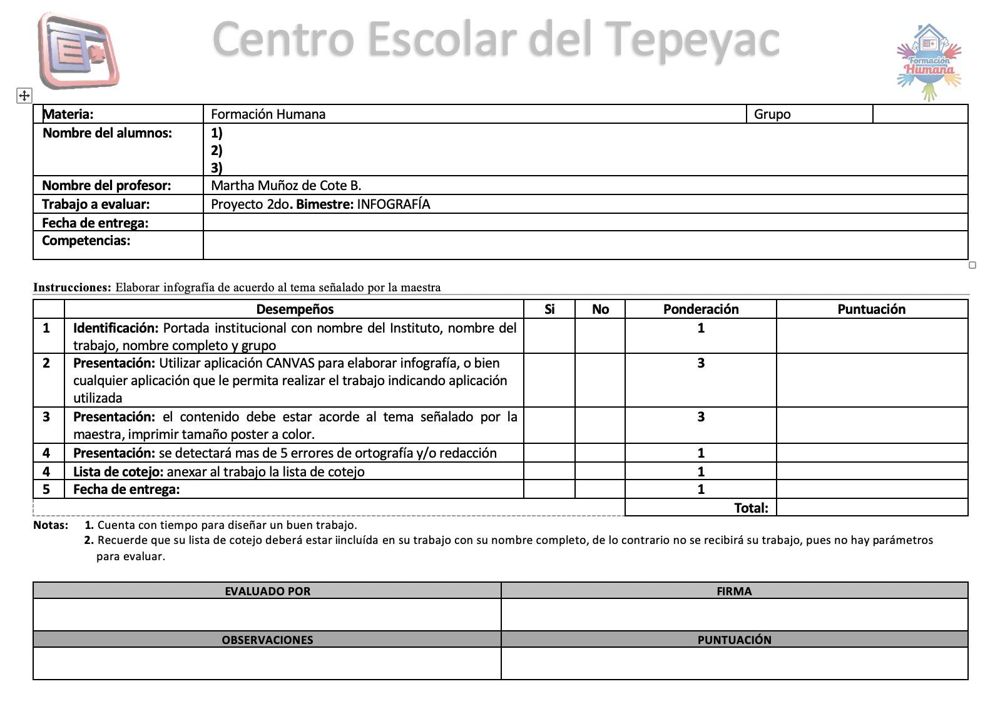 Centro Escolar del Tepeyac
Formación
Humana
Materia: Formación Humana Grupo
Nombre del alumnos: 1)
2)
3)
Nombre del profesor: Martha Muñoz de Cote B.
Trabajo a evaluar: Proyecto 2do. Bimestre: INFOGRAFÍA
Fecha de entrega:
Competencias:
Instrucciones: Elaborar infografía de acuerdo al tema señalado por la maestra
Desempeños Si No Ponderación Puntuación
1 Identificación: Portada institucional con nombre del Instituto, nombre del 1
trabajo, nombre completo y grupo
2 Presentación: Utilizar aplicación CANVAS para elaborar infografía, o bien 3
cualquier aplicación que le permita realizar el trabajo indicando aplicación
utilizada
3 Presentación: el contenido debe estar acorde al tema señalado por la 3
maestra, imprimir tamaño poster a color.
4 Presentación: se detectará mas de 5 errores de ortografía y/o redacción 1
4 Lista de cotejo: anexar al trabajo la lista de cotejo 1
5 Fecha de entrega: 1
Total:
Notas: 1. Cuenta con tiempo para diseñar un buen trabajo.
2. Recuerde que su lista de cotejo deberá estar iincluída en su trabajo con su nombre completo, de lo contrario no se recibirá su trabajo, pues no hay parámetros
para evaluar.
EVALUADO POR FIRMA
OBSERVACIONES PUNTUACIÓN